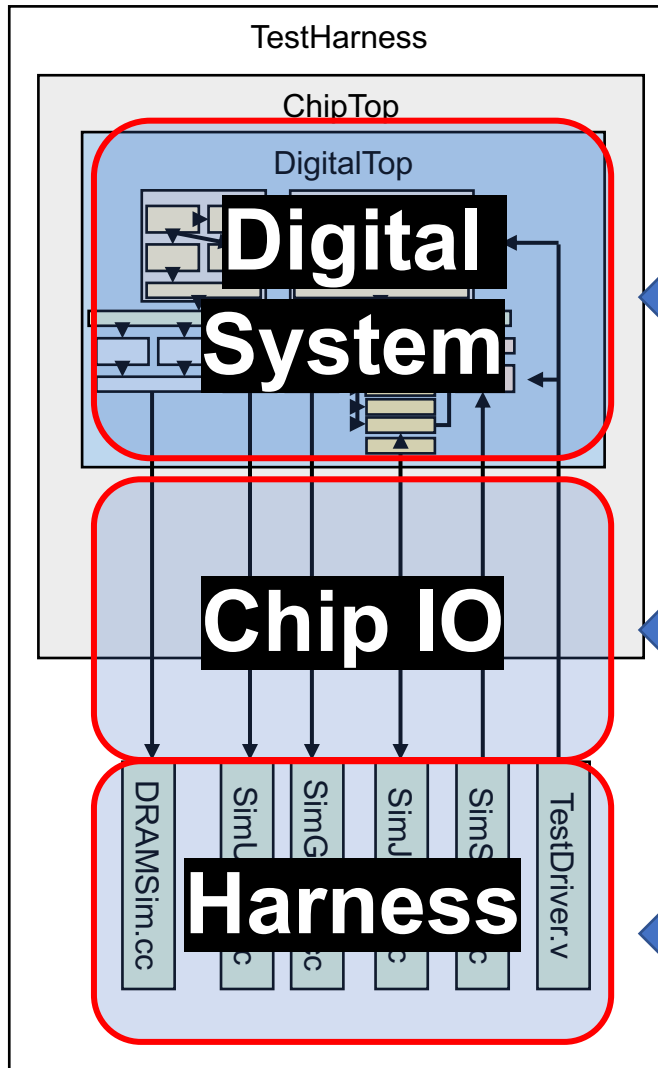 TestHarness
ChipTop
DigitalTop
Digital
System
Chip IO
DRAMSim.cc
TestDriver.v
Harness